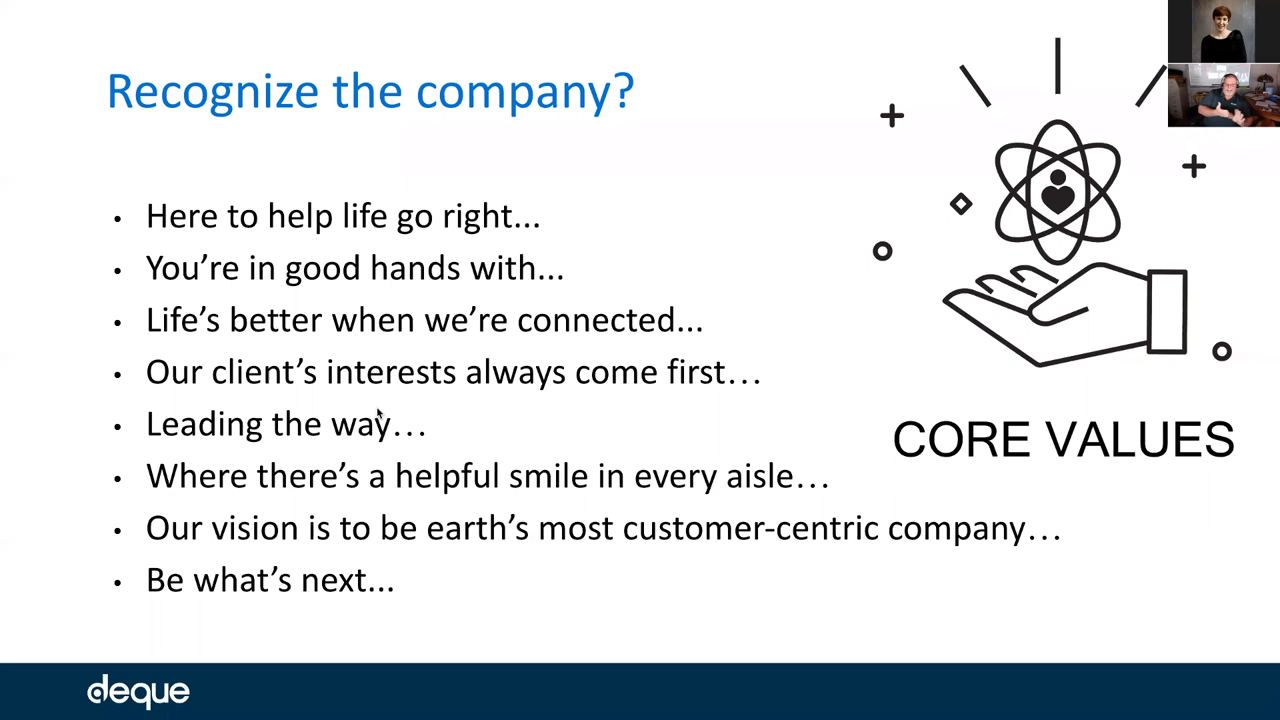 Recognize the company?
• Here to help life go right...
• You’re in good hands with...
• Life’s better when we’re connected...
• Our client’s interests always come first…
• Leading the way…
• Where there’s a helpful smile in every aisle…
• Our vision is to be earth’s most customer-centric company…
• Be what’s next...
CORE VALUES
deque